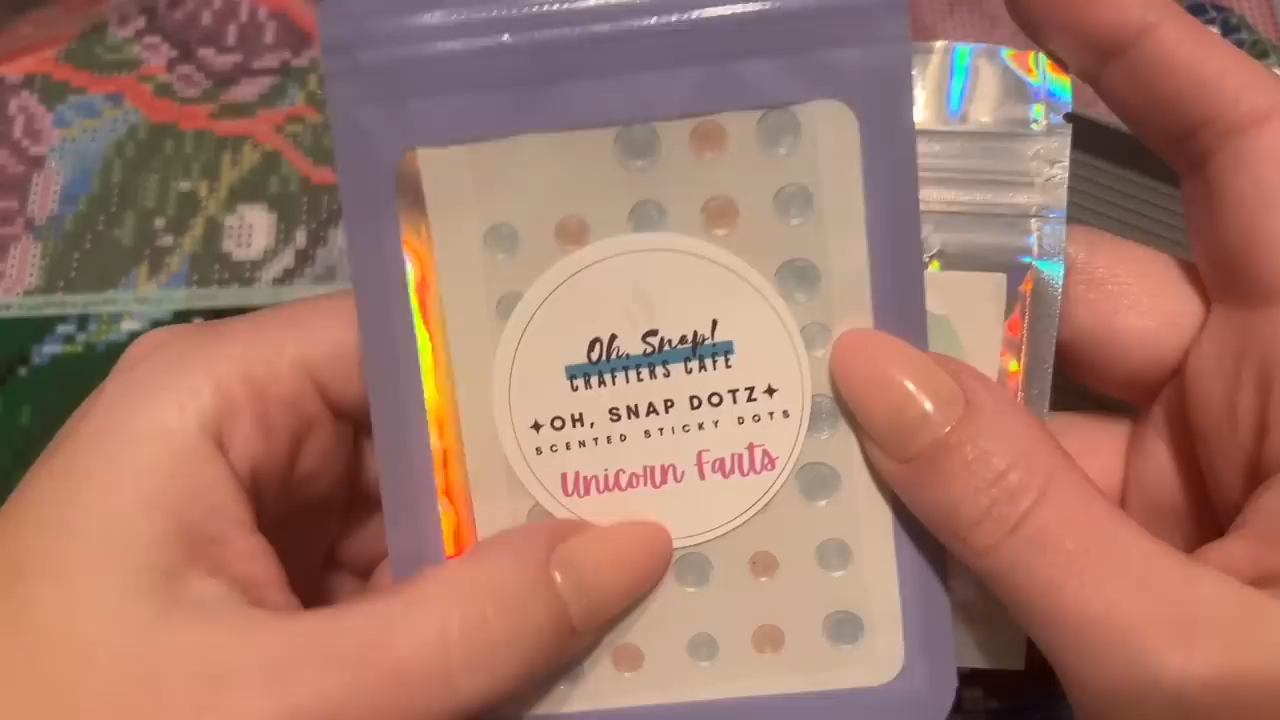 Oh, Snap!
CRAFTERS CAFE
✦OH, SNAP DOTZ✦
SCENTED STICKY DOTS
Unicorn Farts